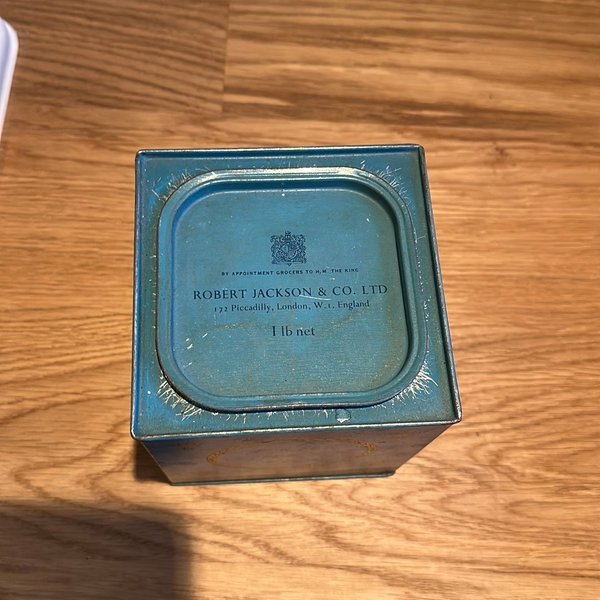 BY APPOINTMENT GROCERS TO H.M. THE KING
ROBERT JACKSON & CO. LTD
172 Piccadilly, London, W.1. England
1 lb net